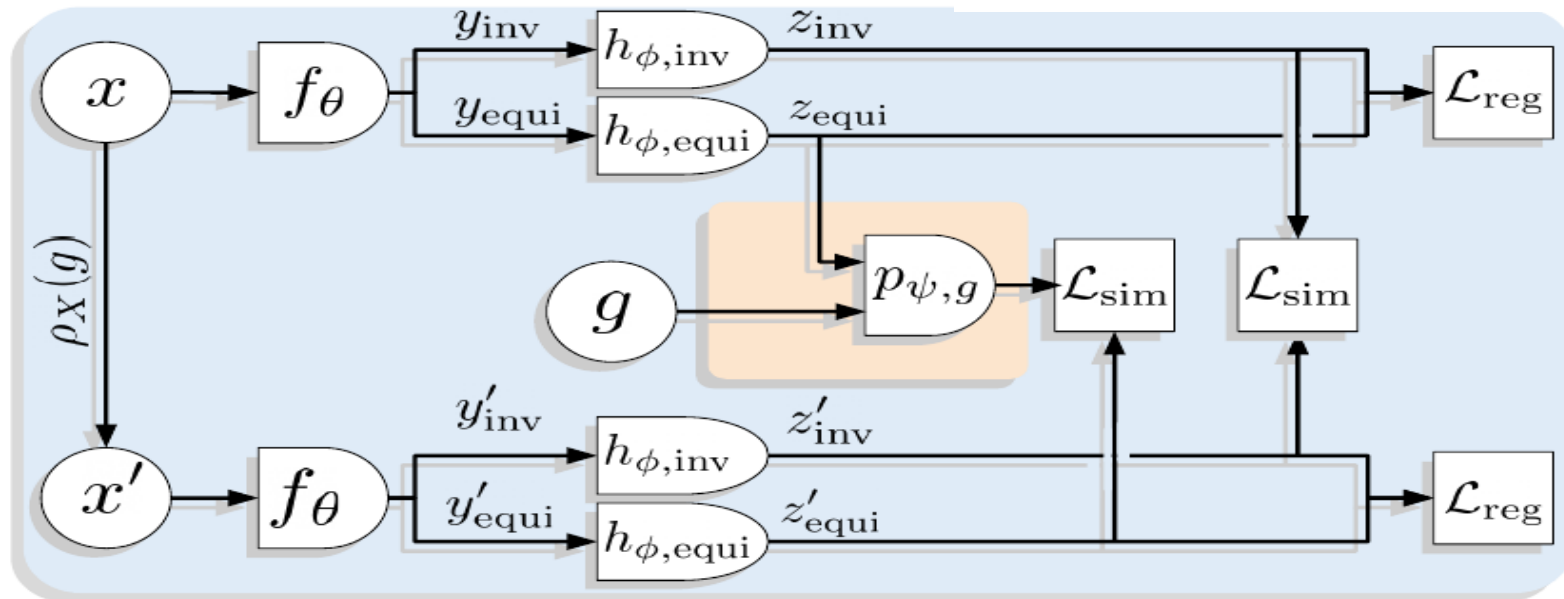 x
f_θ
y_inv
y_equi
h_ϕ,inv
h_ϕ,equi
z_inv
z_equi
ℒ_reg
ρ_X(g)
g
p_ψ,g
ℒ_sim
ℒ_sim
x′
f_θ
y′_inv
y′_equi
h_ϕ,inv
h_ϕ,equi
z′_inv
z′_equi
ℒ_reg